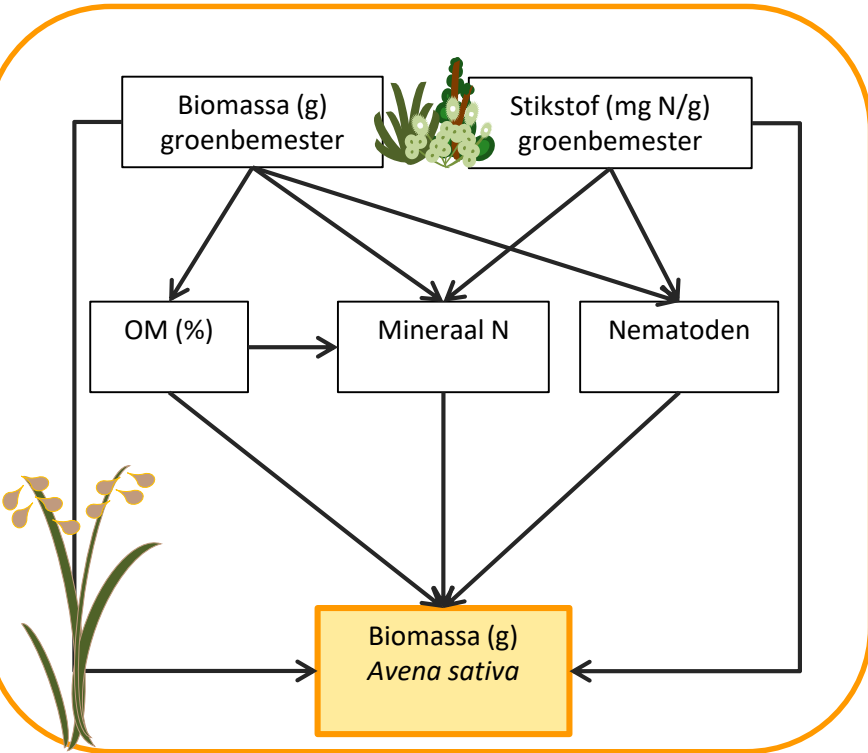 Biomassa (g)
groenbemester
Stikstof (mg N/g)
groenbemester
OM (%)
Mineraal N
Nematoden
Biomassa (g)
Avena sativa